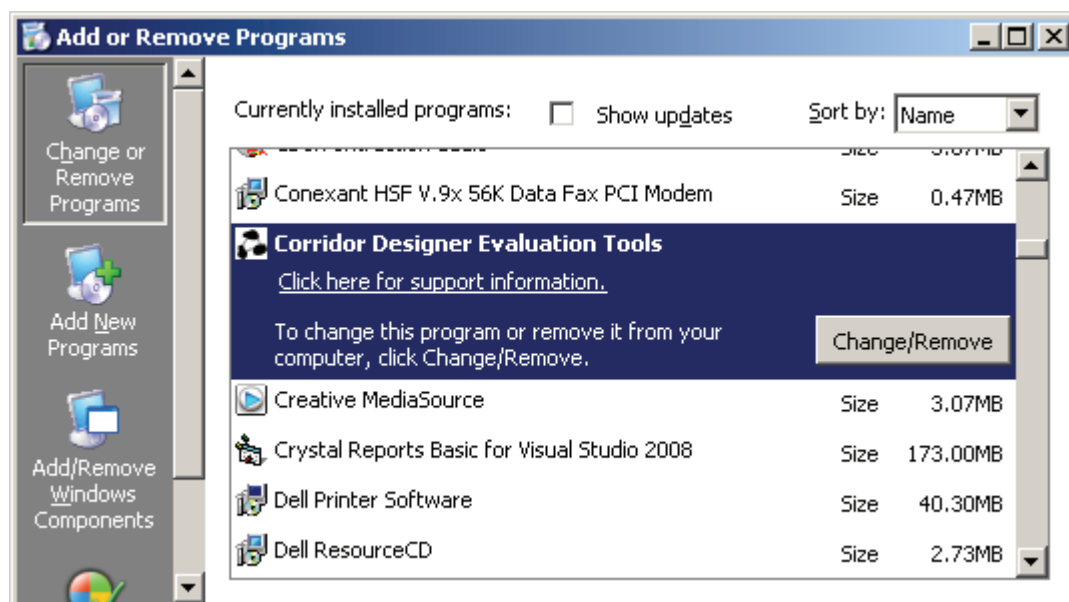 Add or Remove Programs
Change or
Remove
Programs
Add New
Programs
Add/Remove
Windows
Components
Currently installed programs:
Show updates
Sort by:
Name
Conexant HSF V.9x 56K Data Fax PCI Modem
Size
0.47MB
Corridor Designer Evaluation Tools
Click here for support information.
To change this program or remove it from your
computer, click Change/Remove.
Change/Remove
Creative MediaSource
Size
3.07MB
Crystal Reports Basic for Visual Studio 2008
Size
173.00MB
Dell Printer Software
Size
40.30MB
Dell ResourceCD
Size
2.73MB